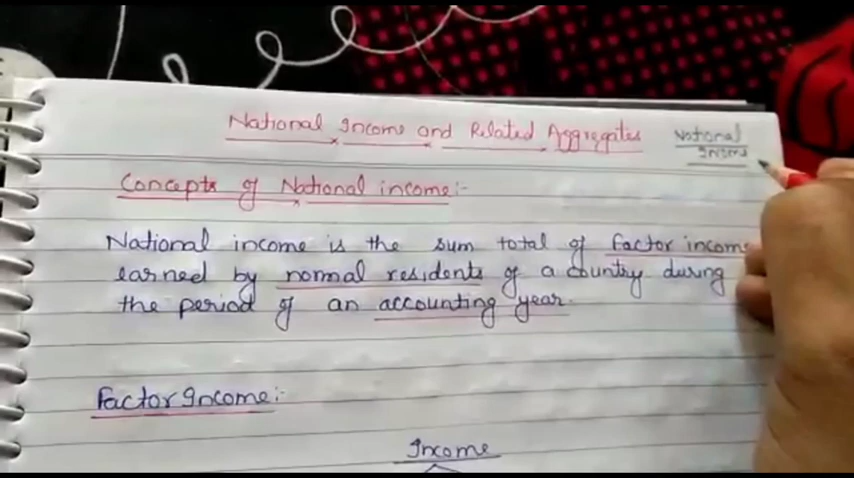 National Income and Related Aggregates
National
Income
Concepts of National income:-
National income is the sum total of factor income
earned by normal residents of a country during
the period of an accounting year.
Factor Income:-
Income